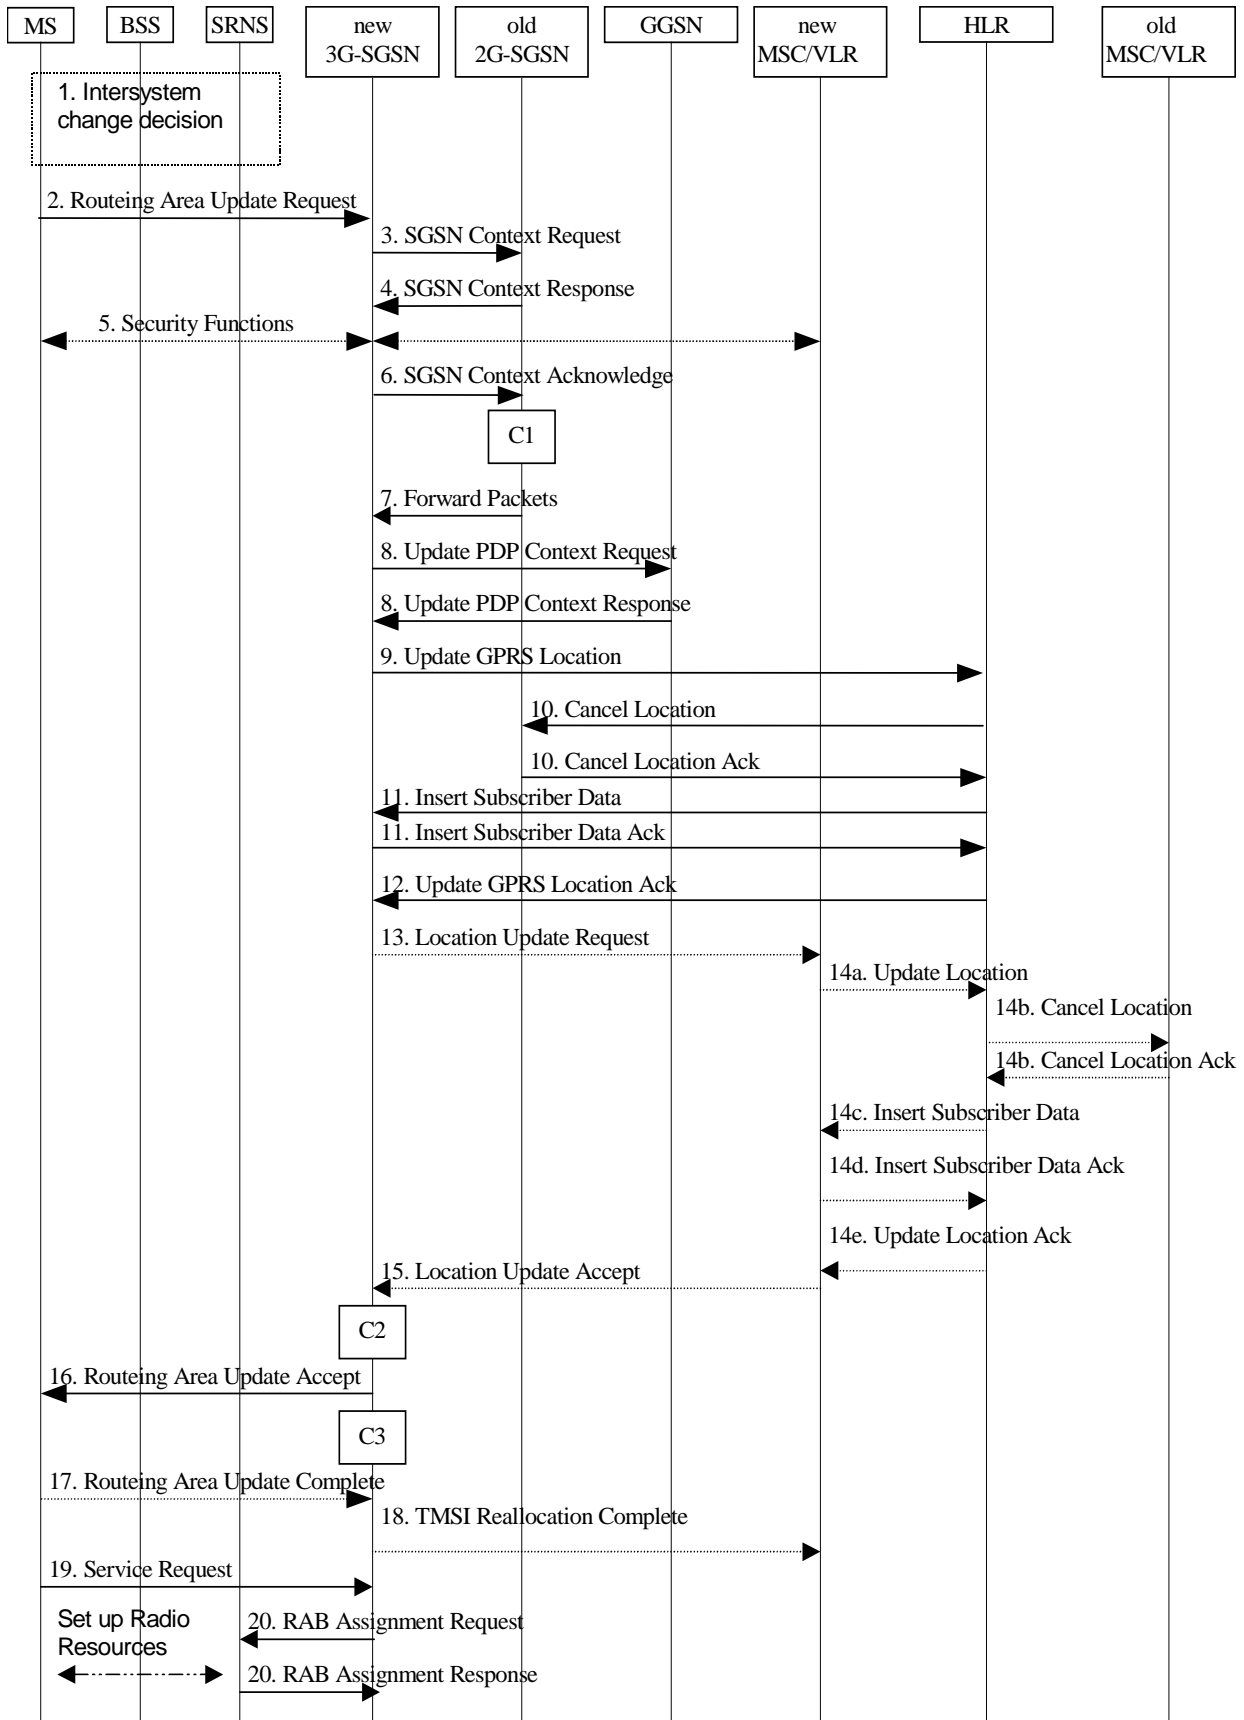 MS
BSS
SRNS
new
3G-SGSN
old
2G-SGSN
GGSN
new
MSC/VLR
HLR
old
MSC/VLR
1. Intersystem
change decision
2. Routeing Area Update Request
3. SGSN Context Request
4. SGSN Context Response
5. Security Functions
6. SGSN Context Acknowledge
C1
7. Forward Packets
8. Update PDP Context Request
8. Update PDP Context Response
9. Update GPRS Location
10. Cancel Location
10. Cancel Location Ack
11. Insert Subscriber Data
11. Insert Subscriber Data Ack
12. Update GPRS Location Ack
13. Location Update Request
14a. Update Location
14b. Cancel Location
14b. Cancel Location Ack
14c. Insert Subscriber Data
14d. Insert Subscriber Data Ack
14e. Update Location Ack
15. Location Update Accept
C2
16. Routeing Area Update Accept
C3
17. Routeing Area Update Complete
18. TMSI Reallocation Complete
19. Service Request
Set up Radio
Resources
20. RAB Assignment Request
20. RAB Assignment Response